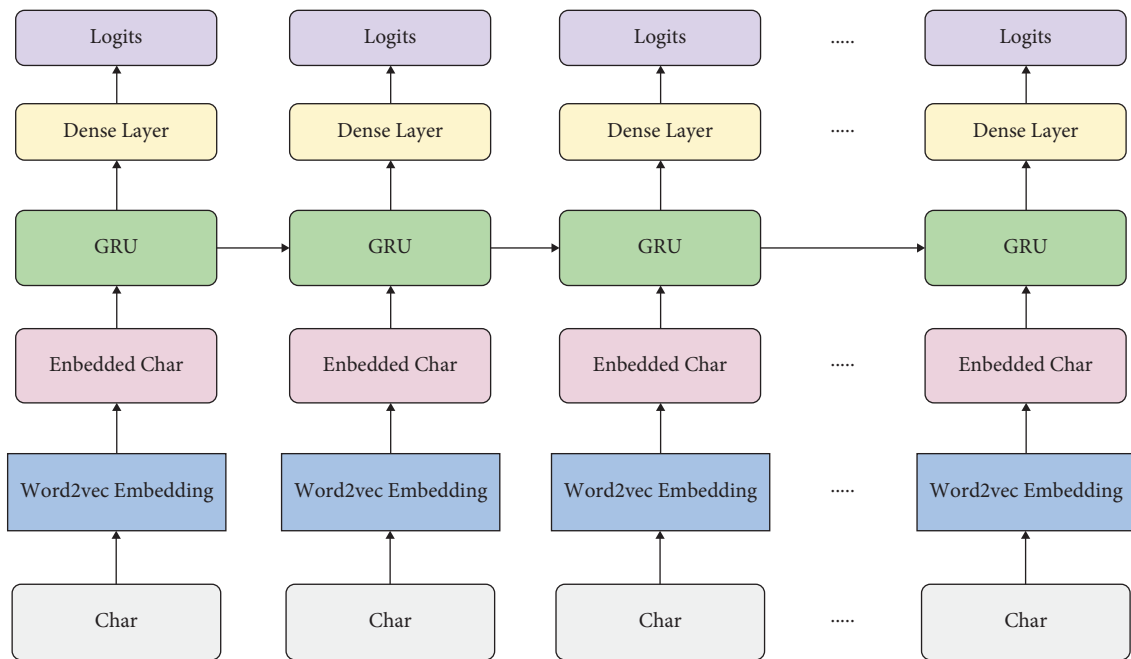 Logits Logits Logits ..... Logits
Dense Layer Dense Layer Dense Layer ..... Dense Layer
GRU GRU GRU GRU
Enbedded Char Enbedded Char Enbedded Char ..... Enbedded Char
Word2vec Embedding Word2vec Embedding Word2vec Embedding ..... Word2vec Embedding
Char Char Char ..... Char